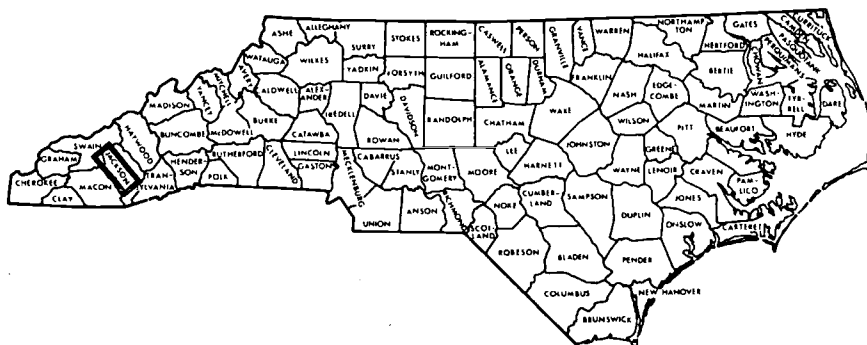 ASHE
ALLEGHANY
SURRY
STOKES
ROCKING-
HAM
CASWELL
PERSON
GRANVILLE
VANCE
WARREN
NORTHAMP
TON
GATES
CURRITUCK
CAMDEN
PASQUOTANK
PERQUIMANS
CHOWAN
HERTFORD
HALIFAX
BERTIE
WATAUGA
WILKES
YADKIN
FORSYTH
GUILFORD
ALAMANCE
ORANGE
DURHAM
FRANKLIN
NASH
EDGE-
COMBE
MARTIN
WASH-
INGTON
TYR-
RELL
DARE
MITCHELL
AVERY
CALDWELL
ALEX-
ANDER
IREDELL
DAVIE
DAVIDSON
RANDOLPH
CHATHAM
WAKE
WILSON
PITT
BEAUFORT
HYDE
MADISON
YANCEY
BURKE
McDOWELL
CATAWBA
ROWAN
BUNCOMBE
HAYWOOD
SWAIN
GRAHAM
JACKSON
CHEROKEE
CLAY
MACON
TRAN-
SYLVANIA
HENDER-
SON
POLK
RUTHERFORD
CLEVELAND
LINCOLN
GASTON
MECKLENBURG
CABARRUS
STANLY
MONT-
GOMERY
MOORE
LEE
HARNETT
JOHNSTON
WAYNE
GREENE
LENOIR
CRAVEN
PAM-
LICO
JONES
CARTERET
ONSLOW
DUPLIN
SAMPSON
CUMBER-
LAND
HOKE
SCOT-
LAND
RICHMOND
ANSON
UNION
ROBESON
BLADEN
PENDER
COLUMBUS
NEW HANOVER
BRUNSWICK